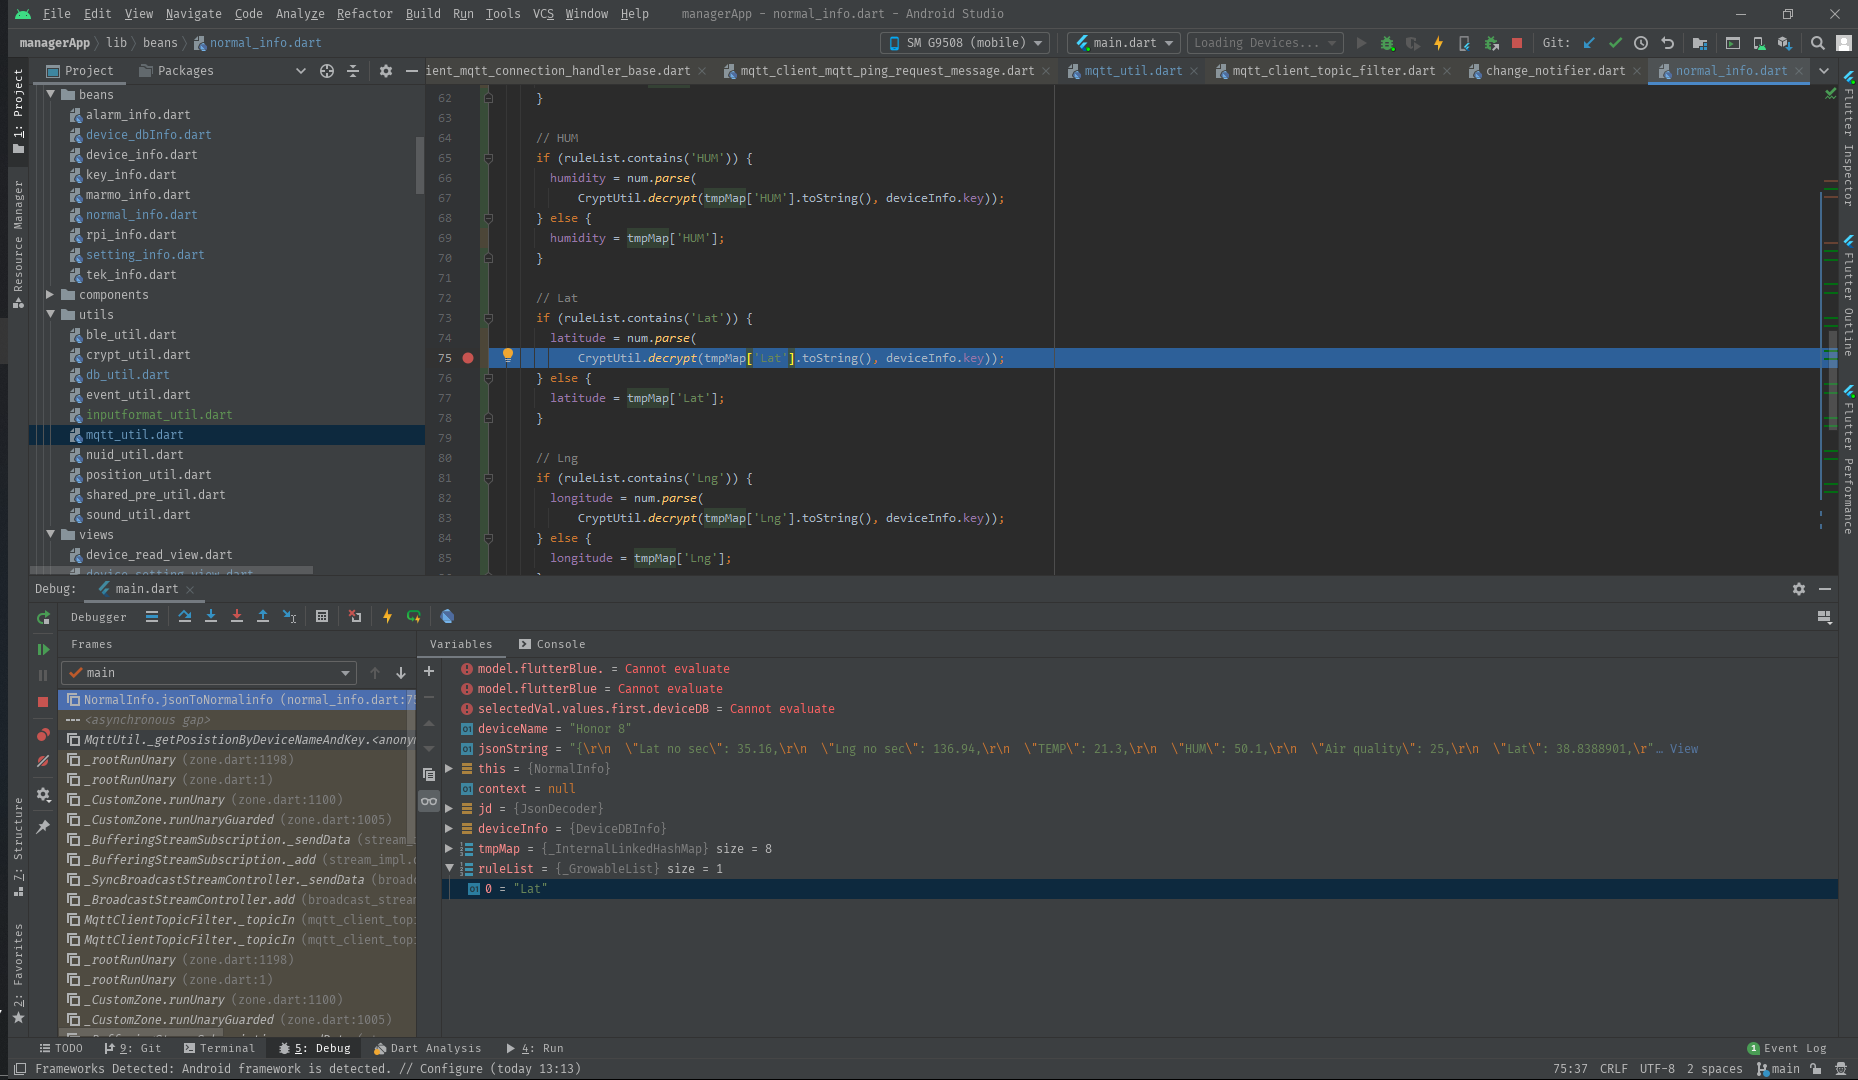 File Edit View Navigate Code Analyze Refactor Build Run Tools VCS Window Help managerApp - normal_info.dart - Android Studio
managerApp lib beans normal_info.dart SM G9508 (mobile) main.dart Loading Devices... Git:
Project Packages ient_mqtt_connection_handler_base.dart mqtt_client_mqtt_ping_request_message.dart mqtt_util.dart mqtt_client_topic_filter.dart change_notifier.dart normal_info.dart
1: Project
Resource Manager
7: Structure
2: Favorites
beans
alarm_info.dart
device_dbInfo.dart
device_info.dart
key_info.dart
marmo_info.dart
normal_info.dart
rpi_info.dart
setting_info.dart
tek_info.dart
components
utils
ble_util.dart
crypt_util.dart
db_util.dart
event_util.dart
inputformat_util.dart
mqtt_util.dart
nuid_util.dart
position_util.dart
shared_pre_util.dart
sound_util.dart
views
device_read_view.dart
device_setting_view.dart
62 }
63
64 // HUM
65 if (ruleList.contains('HUM')) {
66 humidity = num.parse(
67 CryptUtil.decrypt(tmpMap['HUM'].toString(), deviceInfo.key));
68 } else {
69 humidity = tmpMap['HUM'];
70 }
71
72 // Lat
73 if (ruleList.contains('Lat')) {
74 latitude = num.parse(
75 CryptUtil.decrypt(tmpMap['Lat'].toString(), deviceInfo.key));
76 } else {
77 latitude = tmpMap['Lat'];
78 }
79
80 // Lng
81 if (ruleList.contains('Lng')) {
82 longitude = num.parse(
83 CryptUtil.decrypt(tmpMap['Lng'].toString(), deviceInfo.key));
84 } else {
85 longitude = tmpMap['Lng'];
Flutter Inspector
Flutter Outline
Flutter Performance
Debug: main.dart
Debugger
Frames
main
NormalInfo.jsonToNormalinfo (normal_info.dart:75
<asynchronous gap>
MqttUtil._getPosistionByDeviceNameAndKey.<anony
_rootRunUnary (zone.dart:1198)
_rootRunUnary (zone.dart:1)
_CustomZone.runUnary (zone.dart:1100)
_CustomZone.runUnaryGuarded (zone.dart:1005)
_BufferingStreamSubscription._sendData (stream_
_BufferingStreamSubscription._add (stream_impl.
_SyncBroadcastStreamController._sendData (broad
_BroadcastStreamController.add (broadcast_strea
MqttClientTopicFilter._topicIn (mqtt_client_top
MqttClientTopicFilter._topicIn (mqtt_client_top
_rootRunUnary (zone.dart:1198)
_rootRunUnary (zone.dart:1)
_CustomZone.runUnary (zone.dart:1100)
_CustomZone.runUnaryGuarded (zone.dart:1005)
Variables Console
model.flutterBlue. = Cannot evaluate
model.flutterBlue = Cannot evaluate
selectedVal.values.first.deviceDB = Cannot evaluate
deviceName = "Honor 8"
jsonString = "{\r\n \"Lat no sec\": 35.16,\r\n \"Lng no sec\": 136.94,\r\n \"TEMP\": 21.3,\r\n \"HUM\": 50.1,\r\n \"Air quality\": 25,\r\n \"Lat\": 38.8388901,\r"… View
this = {NormalInfo}
context = null
jd = {JsonDecoder}
deviceInfo = {DeviceDBInfo}
tmpMap = {_InternalLinkedHashMap} size = 8
ruleList = {_GrowableList} size = 1
0 = "Lat"
TODO 9: Git Terminal 5: Debug Dart Analysis 4: Run 1 Event Log
Frameworks Detected: Android framework is detected. // Configure (today 13:13) 75:37 CRLF UTF-8 2 spaces main